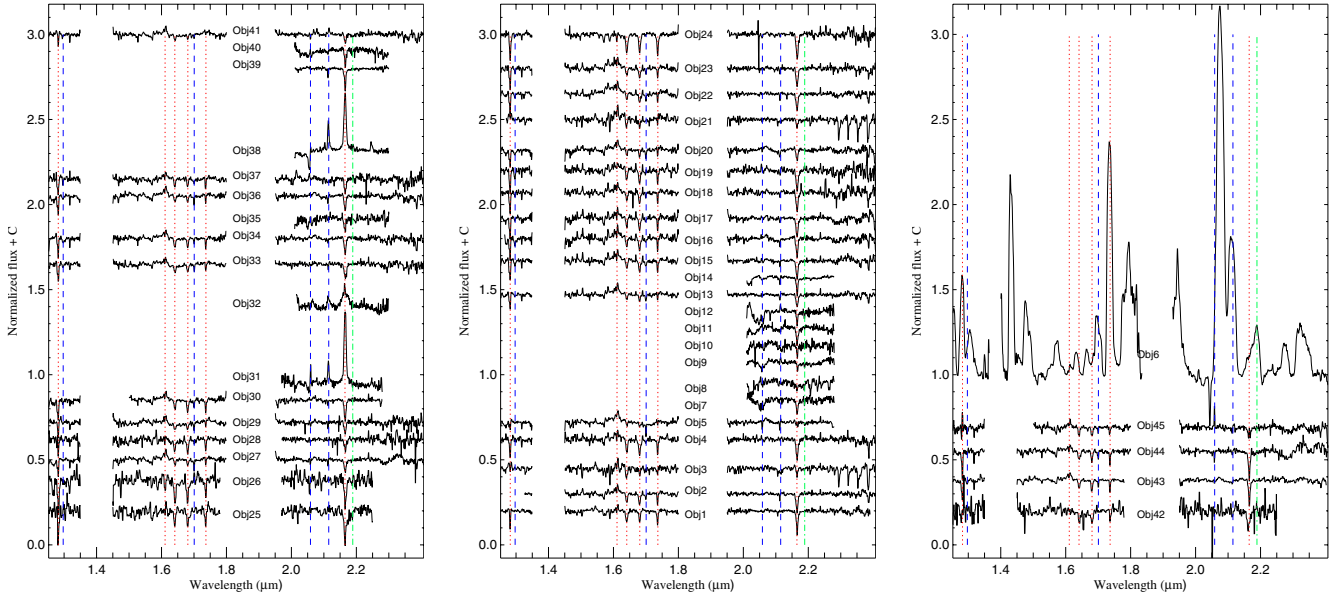 3.0
2.5
2.0
1.5
1.0
0.5
0.0
Normalized flux + C
Obj41
Obj40
Obj39
Obj38
Obj37
Obj36
Obj35
Obj34
Obj33
Obj32
Obj31
Obj30
Obj29
Obj28
Obj27
Obj26
Obj25
1.4
1.6
1.8
2.0
2.2
Wavelength (μm)
3.0
2.5
2.0
1.5
1.0
0.5
0.0
Normalized flux + C
Obj24
Obj23
Obj22
Obj21
Obj20
Obj19
Obj18
Obj17
Obj16
Obj15
Obj14
Obj13
Obj12
Obj11
Obj10
Obj9
Obj8
Obj7
Obj5
Obj4
Obj3
Obj2
Obj1
1.4
1.6
1.8
2.0
2.2
Wavelength (μm)
3.0
2.5
2.0
1.5
1.0
0.5
0.0
Normalized flux + C
Obj6
Obj45
Obj44
Obj43
Obj42
1.4
1.6
1.8
2.0
2.2
Wavelength (μm)